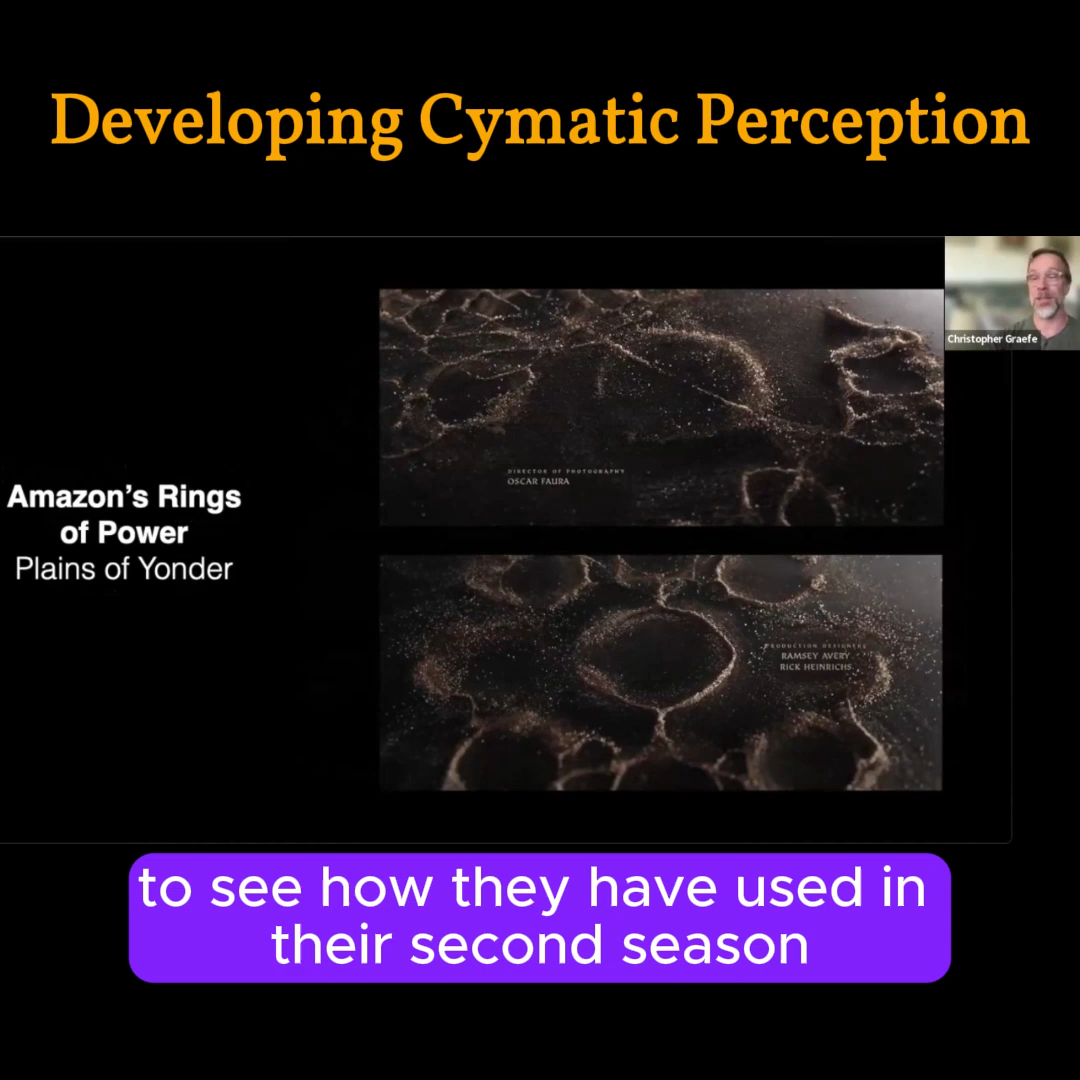 Developing Cymatic Perception
Christopher Graefe
DIRECTOR OF PHOTOGRAPHY
OSCAR FAURA
Amazon's Rings
of Power
Plains of Yonder
PRODUCTION DESIGNERS
RAMSEY AVERY
RICK HEINRICHS
to see how they have used in
their second season